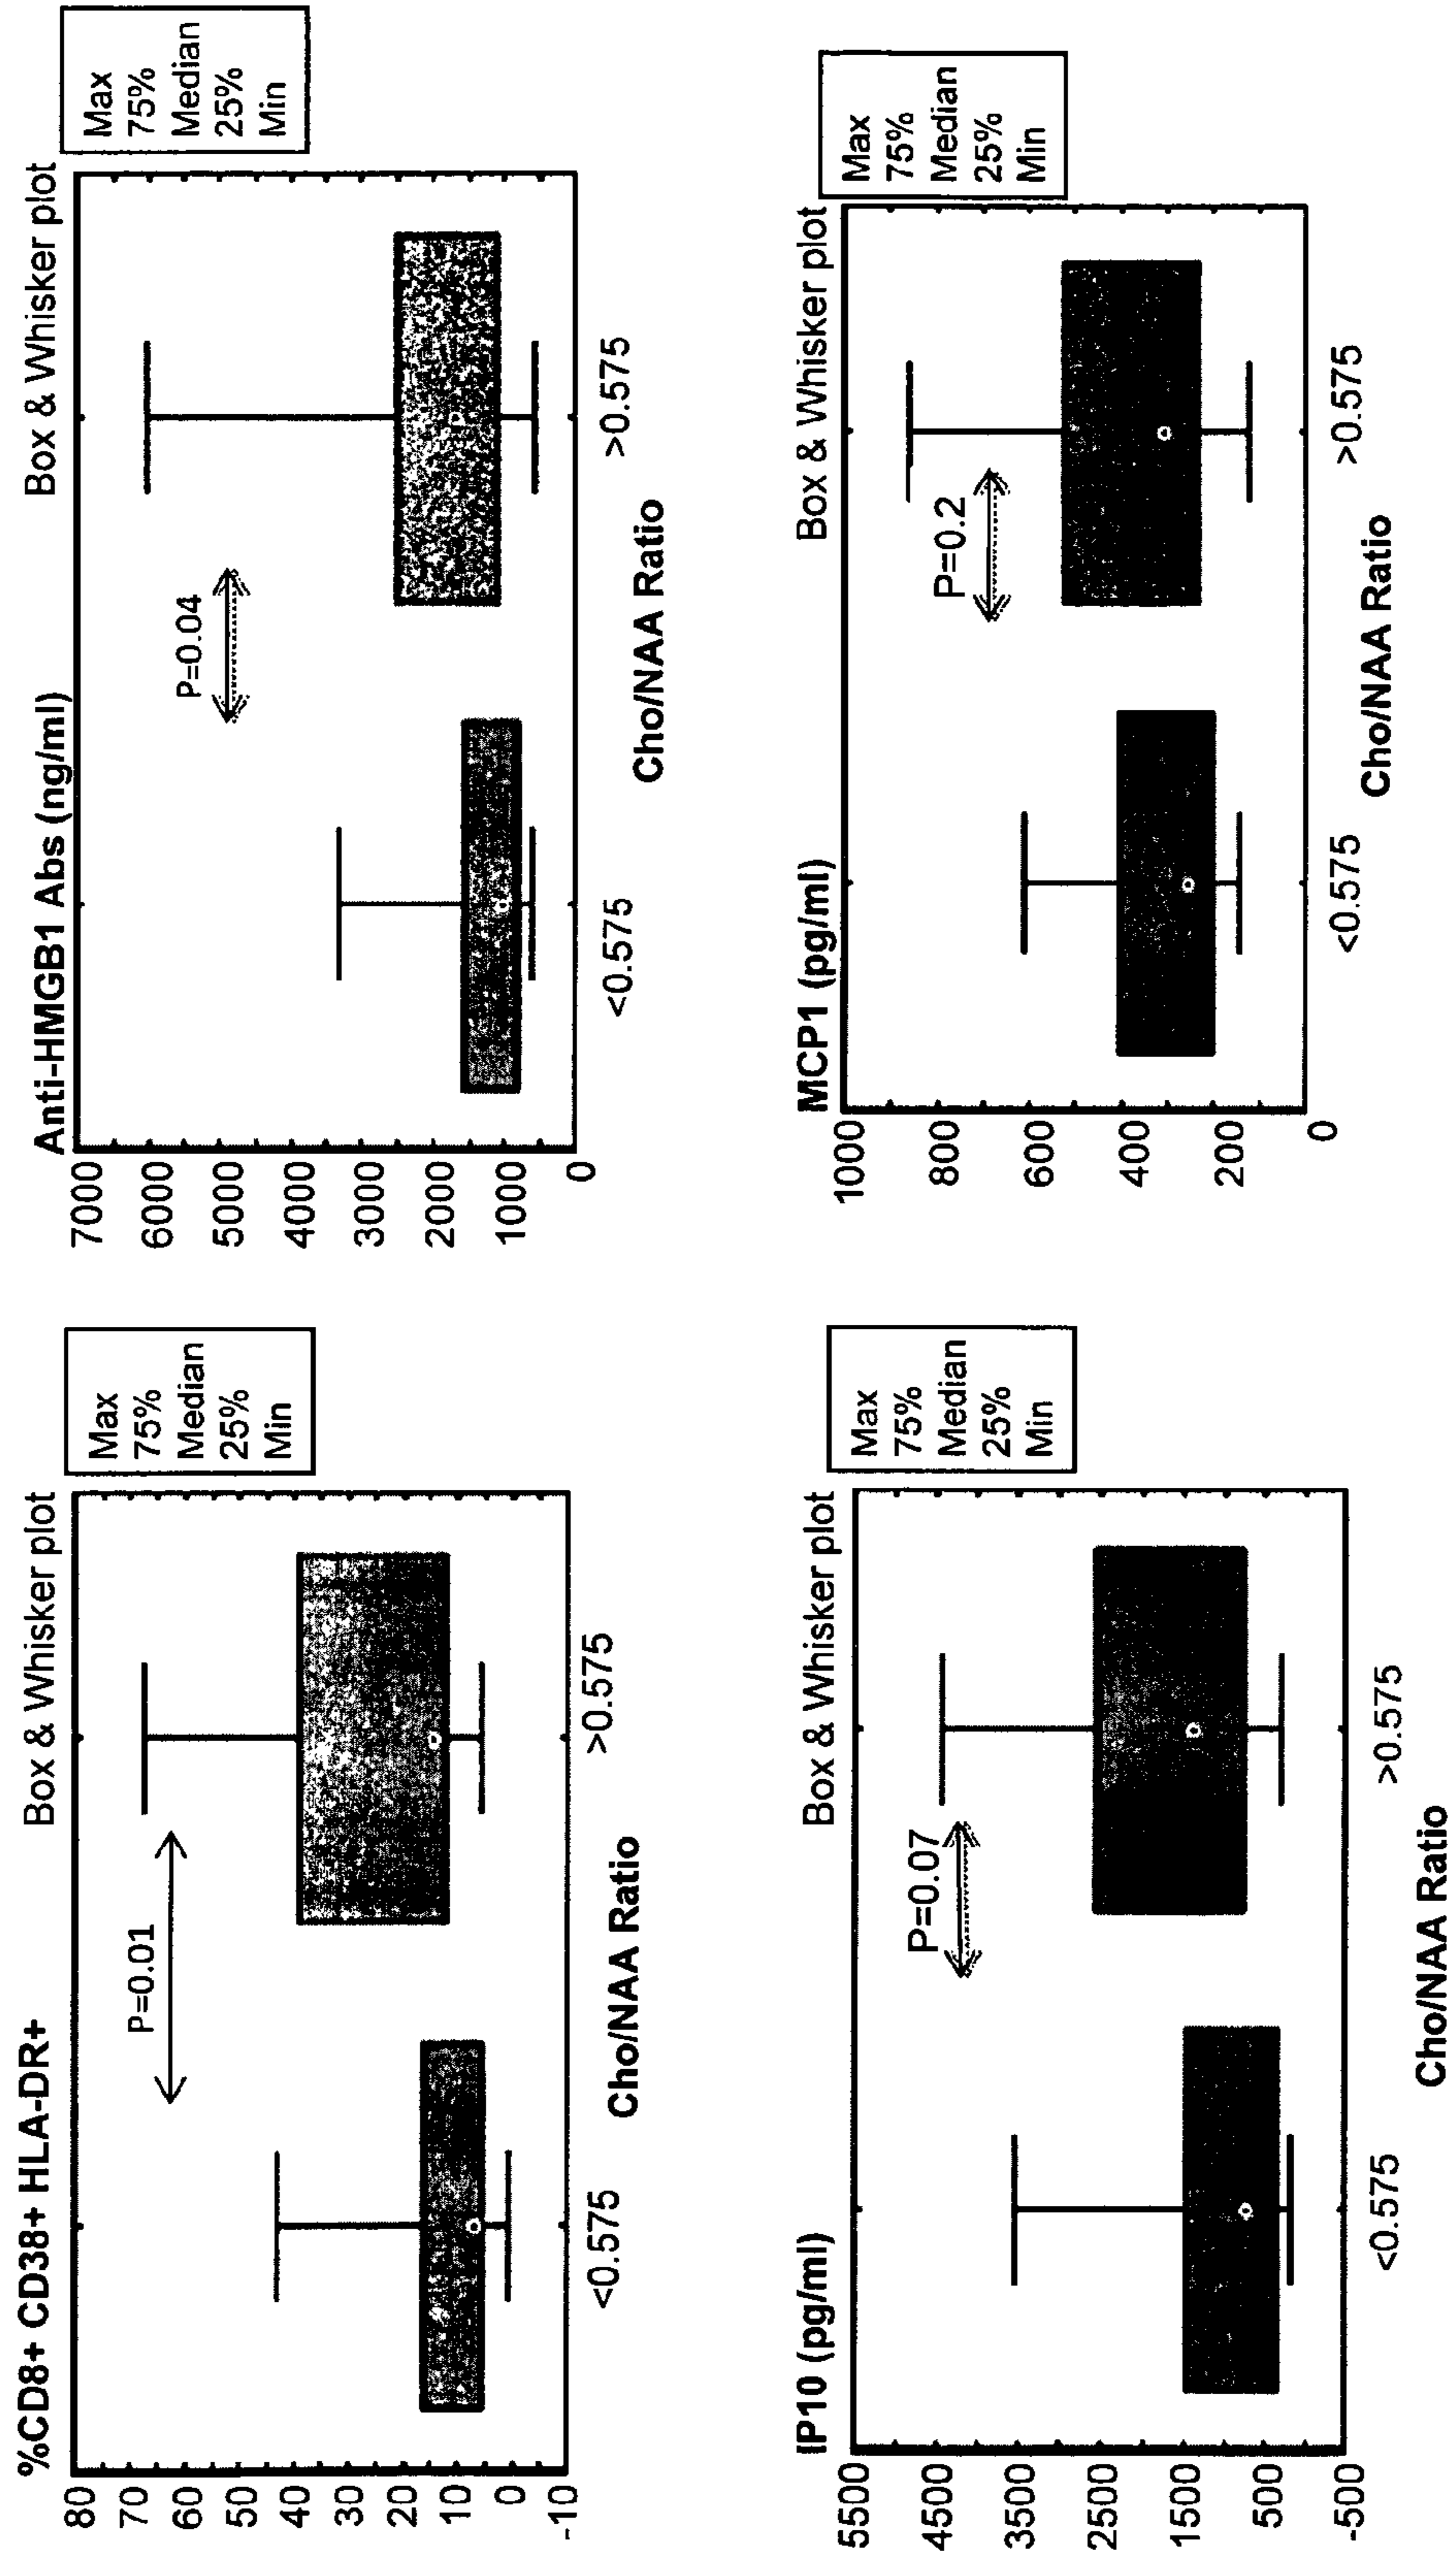 %CD8+ CD38+ HLA-DR+
Box & Whisker plot
80
70
60
50
40
30
20
10
0
-10
P=0.01
<0.575
>0.575
Cho/NAA Ratio
Max
75%
Median
25%
Min
Anti-HMGB1 Abs (ng/ml)
Box & Whisker plot
7000
6000
5000
4000
3000
2000
1000
0
P=0.04
<0.575
>0.575
Cho/NAA Ratio
Max
75%
Median
25%
Min
IP10 (pg/ml)
Box & Whisker plot
5500
4500
3500
2500
1500
500
-500
P=0.07
<0.575
>0.575
Cho/NAA Ratio
Max
75%
Median
25%
Min
MCP1 (pg/ml)
Box & Whisker plot
1000
800
600
400
200
0
P=0.2
<0.575
>0.575
Cho/NAA Ratio
Max
75%
Median
25%
Min